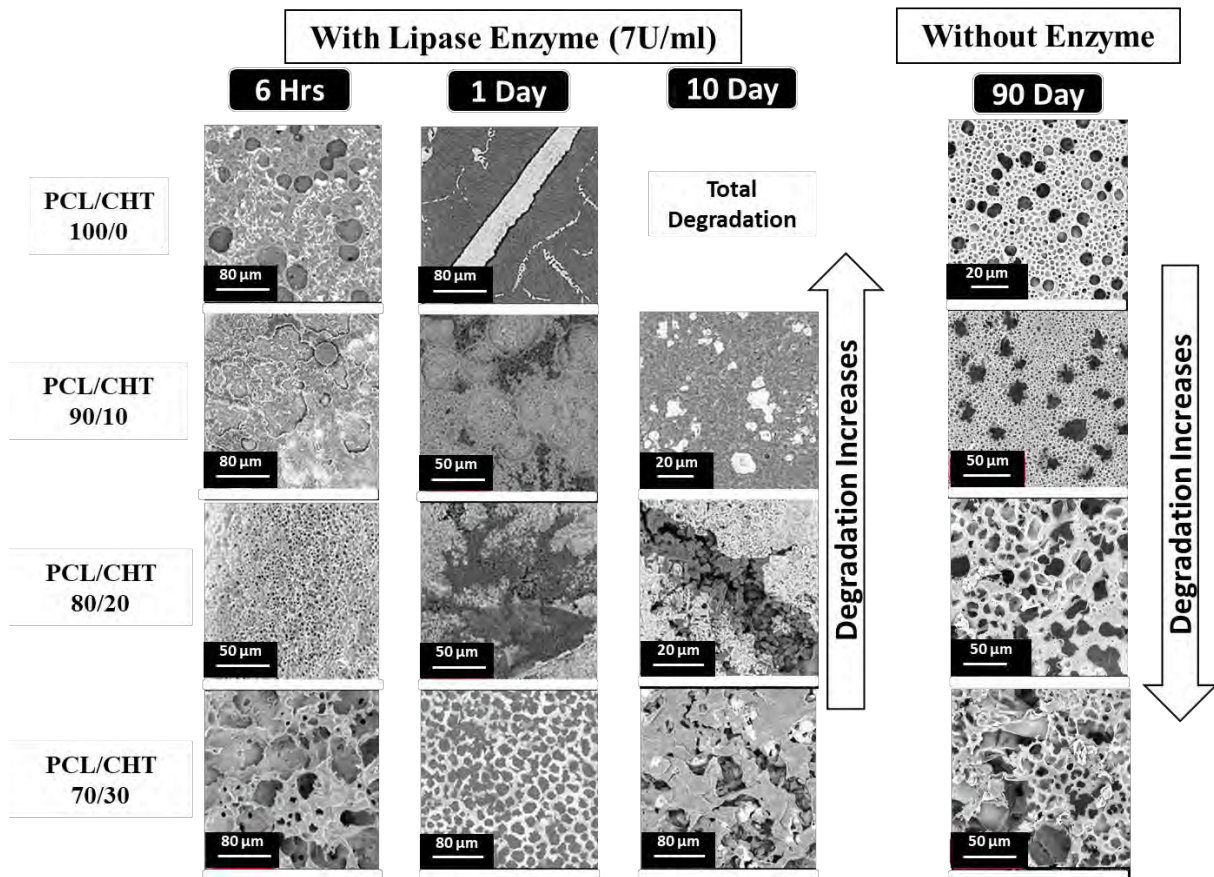 With Lipase Enzyme (7U/ml)
Without Enzyme
6 Hrs
1 Day
10 Day
90 Day
PCL/CHT
100/0
80 µm
80 µm
Total
Degradation
20 µm
PCL/CHT
90/10
80 µm
50 µm
20 µm
50 µm
PCL/CHT
80/20
50 µm
50 µm
20 µm
50 µm
PCL/CHT
70/30
80 µm
80 µm
80 µm
50 µm
Degradation Increases
Degradation Increases